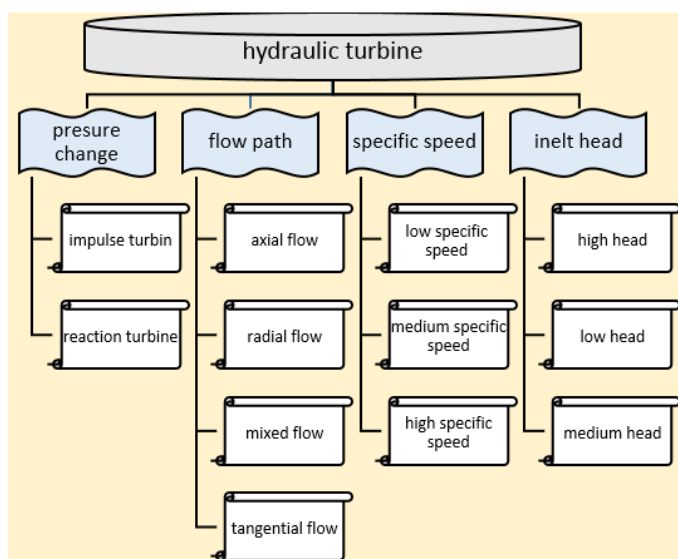 hydraulic turbine
presure
change
flow path
specific speed
inelt head
impulse turbin
axial flow
low specific
speed
high head
reaction turbine
radial flow
medium specific
speed
low head
mixed flow
high specific
speed
medium head
tangential flow